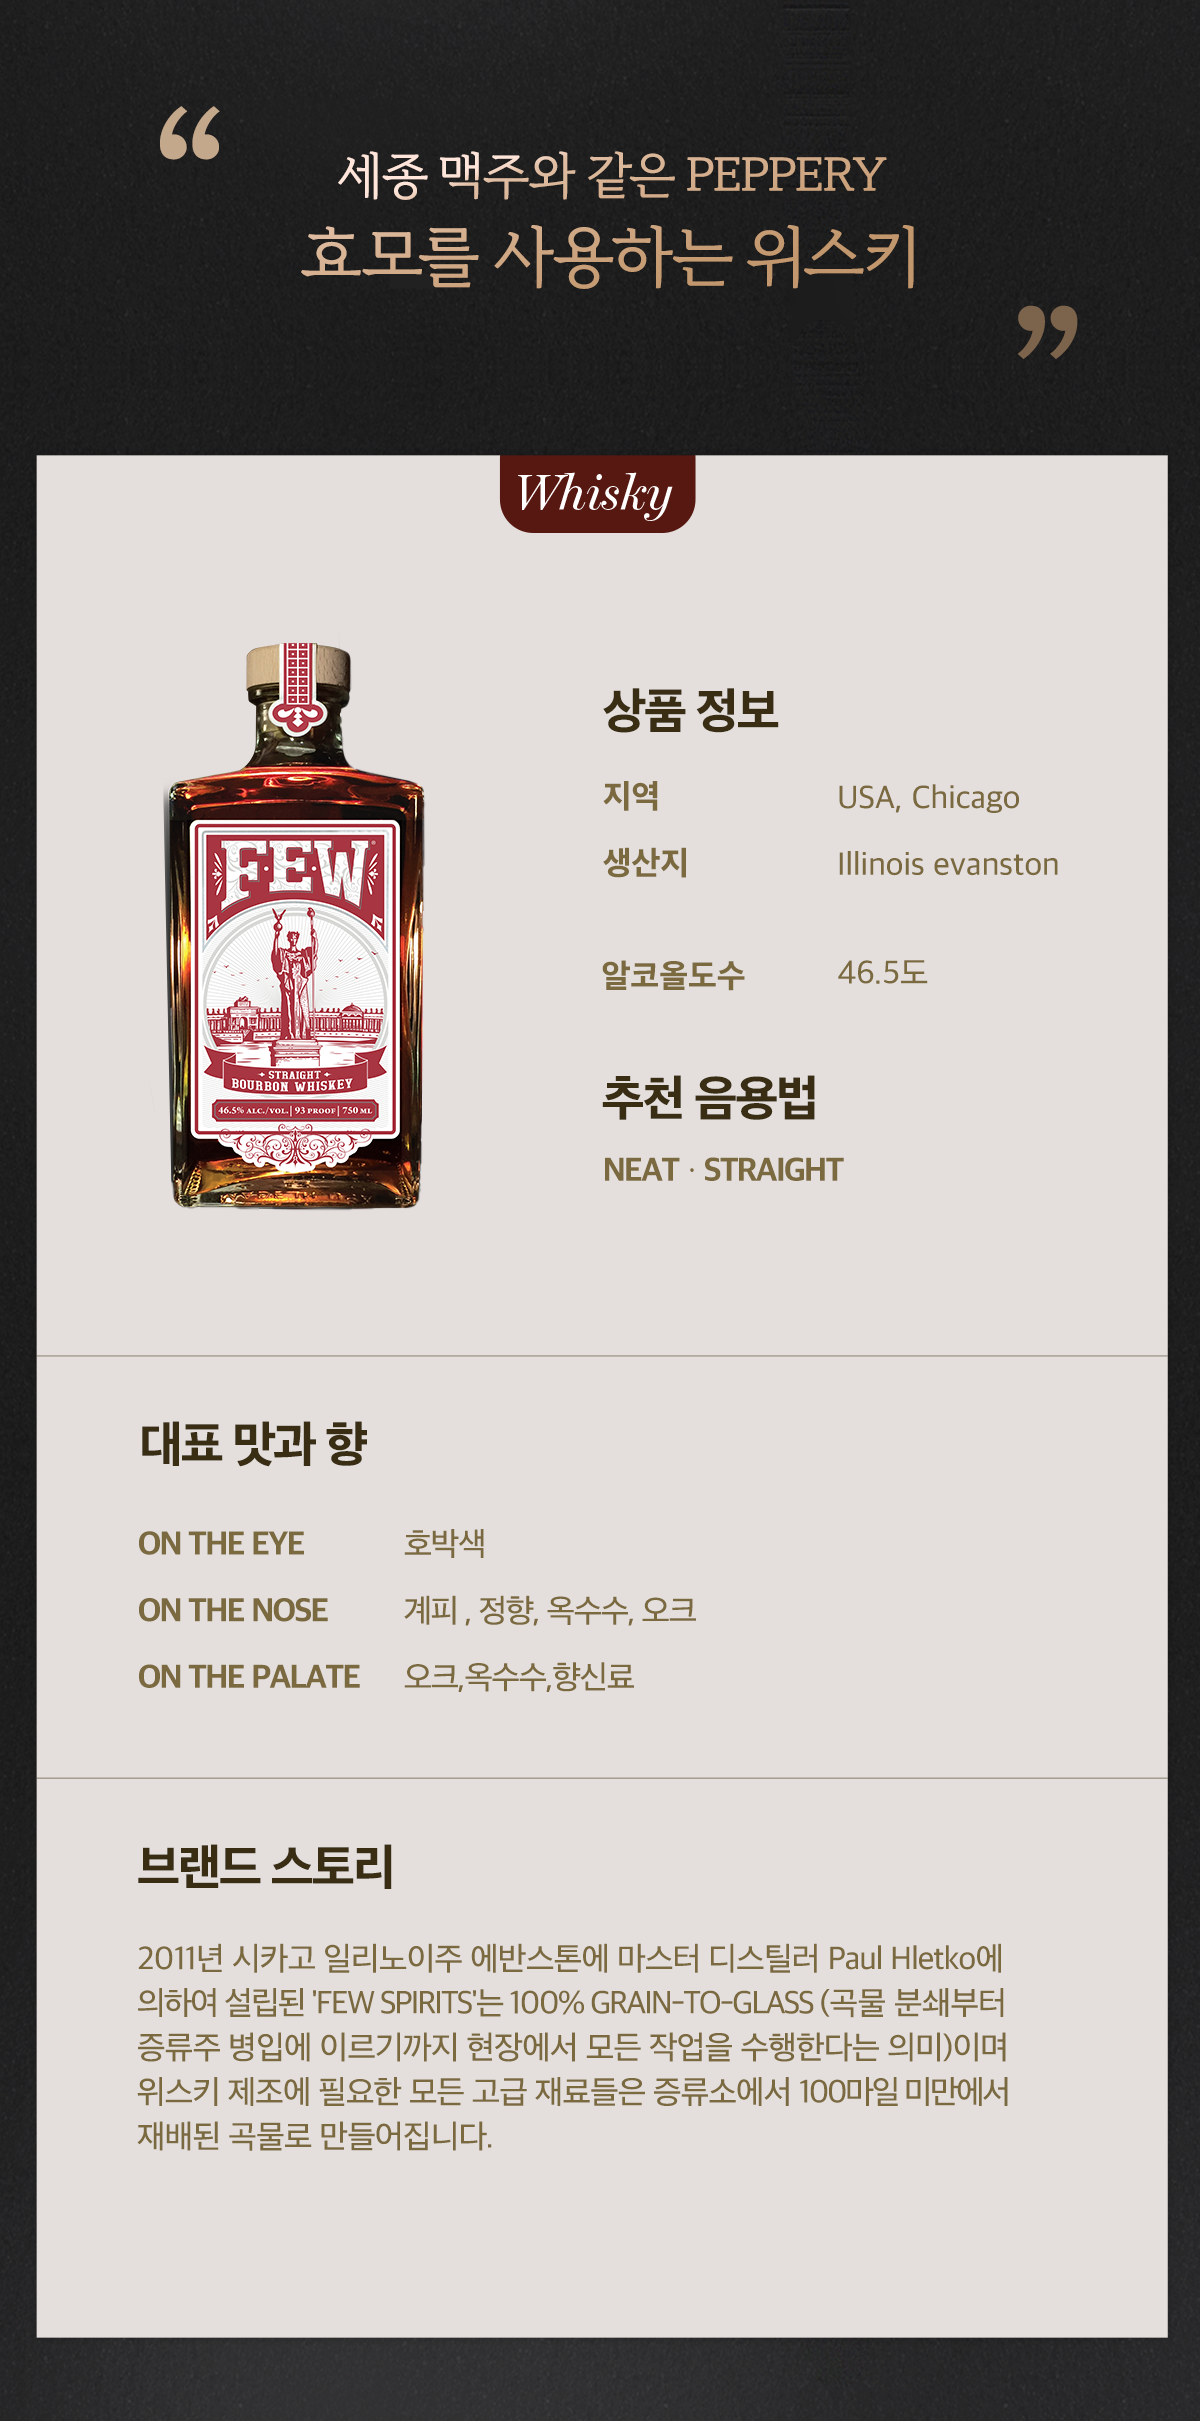 “
세종 맥주와 같은 PEPPERY
효모를 사용하는 위스키
”
Whisky
FEW
STRAIGHT
BOURBON WHISKEY
46.5% ALC./VOL. | 93 PROOF | 750 ML
상품 정보
지역 USA, Chicago
생산지 Illinois evanston
알코올도수 46.5도
추천 음용법
NEAT · STRAIGHT
대표 맛과 향
ON THE EYE 호박색
ON THE NOSE 계피 , 정향, 옥수수, 오크
ON THE PALATE 오크,옥수수,향신료
브랜드 스토리
2011년 시카고 일리노이주 에반스톤에 마스터 디스틸러 Paul Hletko에
의하여 설립된 'FEW SPIRITS'는 100% GRAIN-TO-GLASS (곡물 분쇄부터
증류주 병입에 이르기까지 현장에서 모든 작업을 수행한다는 의미)이며
위스키 제조에 필요한 모든 고급 재료들은 증류소에서 100마일 미만에서
재배된 곡물로 만들어집니다.